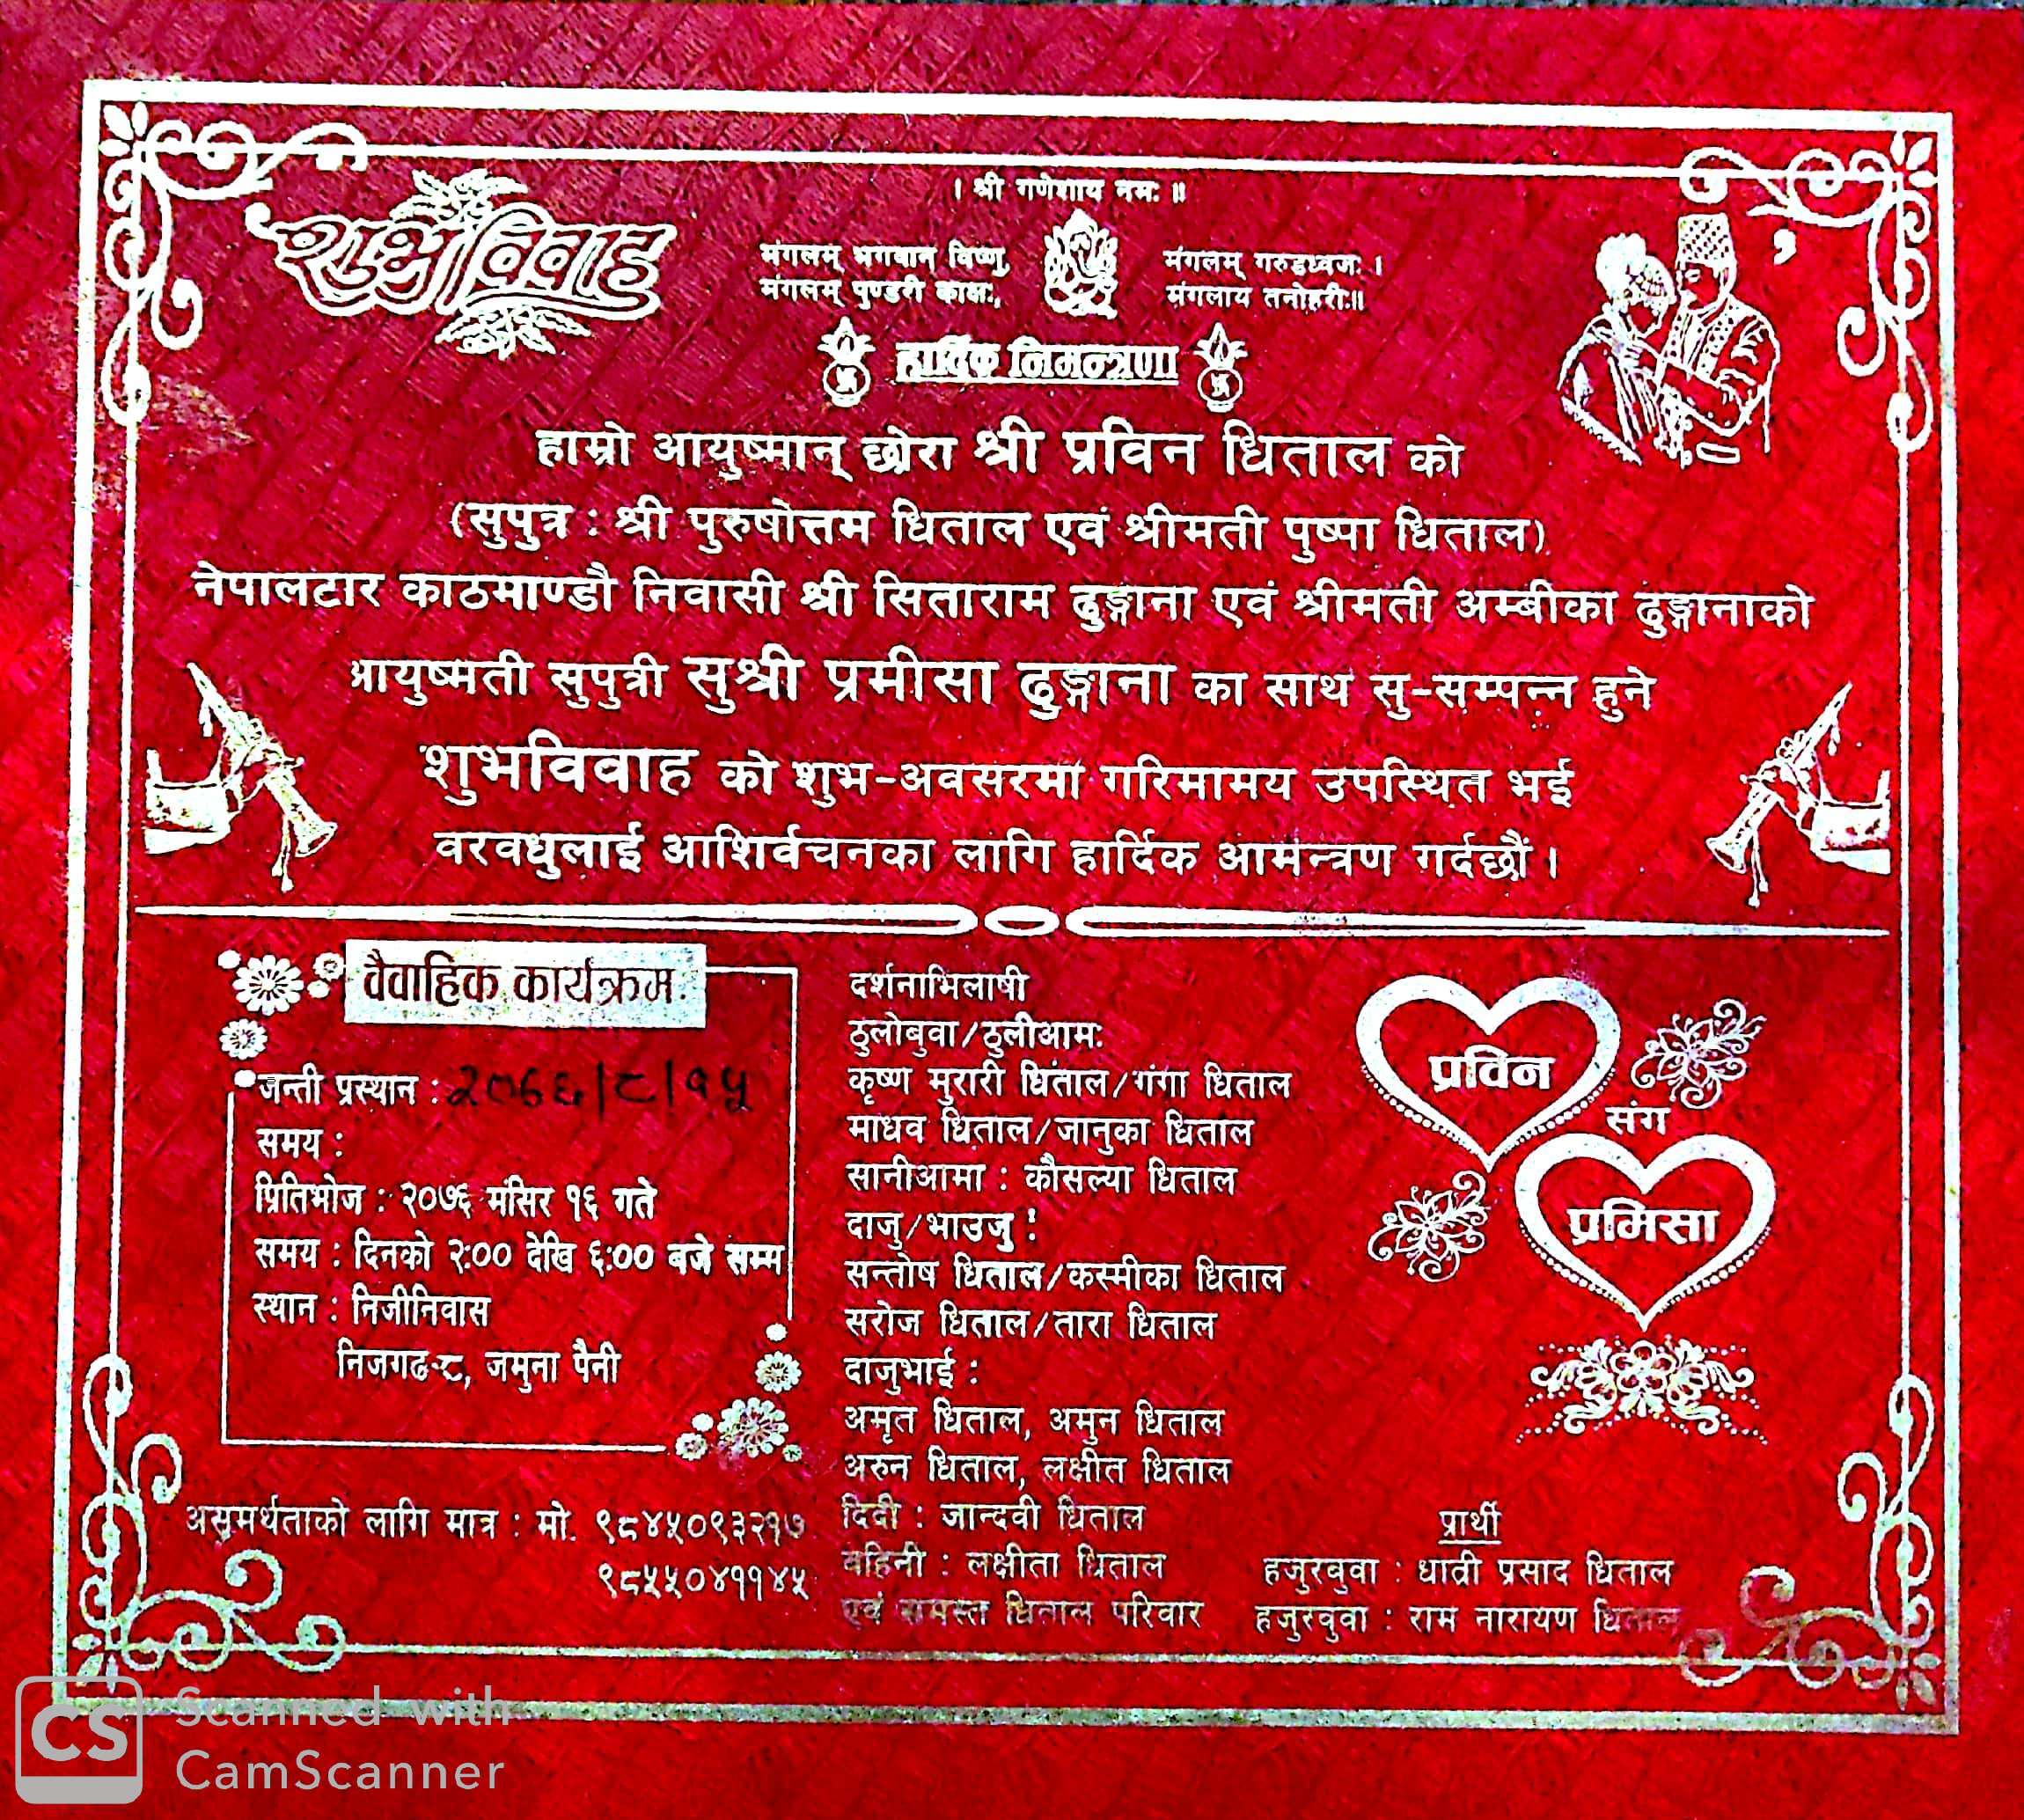 शुभविवाह
। श्री गणेशाय नमः ॥
मंगलम् भगवान विष्णु, मंगलम् गरुडध्वजः ।
मंगलम् पुण्डरी काक्षः, मंगलाय तनोहरीः॥
हार्दिक निमन्त्रणा
हाम्रो आयुष्मान् छोरा श्री प्रविन धिताल को
(सुपुत्र : श्री पुरुषोत्तम धिताल एवं श्रीमती पुष्पा धिताल)
नेपालटार काठमाण्डौ निवासी श्री सिताराम ढुङ्गाना एवं श्रीमती अम्बीका ढुङ्गानाको
आयुष्मती सुपुत्री सुश्री प्रमीसा ढुङ्गाना का साथ सु-सम्पन्न हुने
शुभविवाह को शुभ-अवसरमा गरिमामय उपस्थित भई
वरवधुलाई आशिर्वचनका लागि हार्दिक आमन्त्रण गर्दछौं ।
वैवाहिक कार्यक्रम:
जन्ती प्रस्थान : २०७६/८/१५
समय :
प्रितिभोज : २०७६ मंसिर १६ गते
समय : दिनको २:०० देखि ६:०० बजे सम्म
स्थान : निजीनिवास
निजगढ-८, जमुना पैनी
असमर्थताको लागि मात्र : मो. ९८४५०९३२१७
९८५५०४११४५
दर्शनाभिलाषी
ठुलोबुवा/ठुलीआमः
कृष्ण मुरारी धिताल/गंगा धिताल
माधव धिताल/जानुका धिताल
सानीआमा : कौसल्या धिताल
दाजु/भाउजु :
सन्तोष धिताल/कस्मीका धिताल
सरोज धिताल/तारा धिताल
दाजुभाई :
अमृत धिताल, अमुन धिताल
अरुन धिताल, लक्षीत धिताल
दिदी : जान्दवी धिताल
बहिनी : लक्षीता धिताल
एवं समस्त धिताल परिवार
प्रविन
संग
प्रमिसा
प्रार्थी
हजुरबुवा : धात्री प्रसाद धिताल
हजुरबुवा : राम नारायण धिताल
CS Scanned with
CamScanner